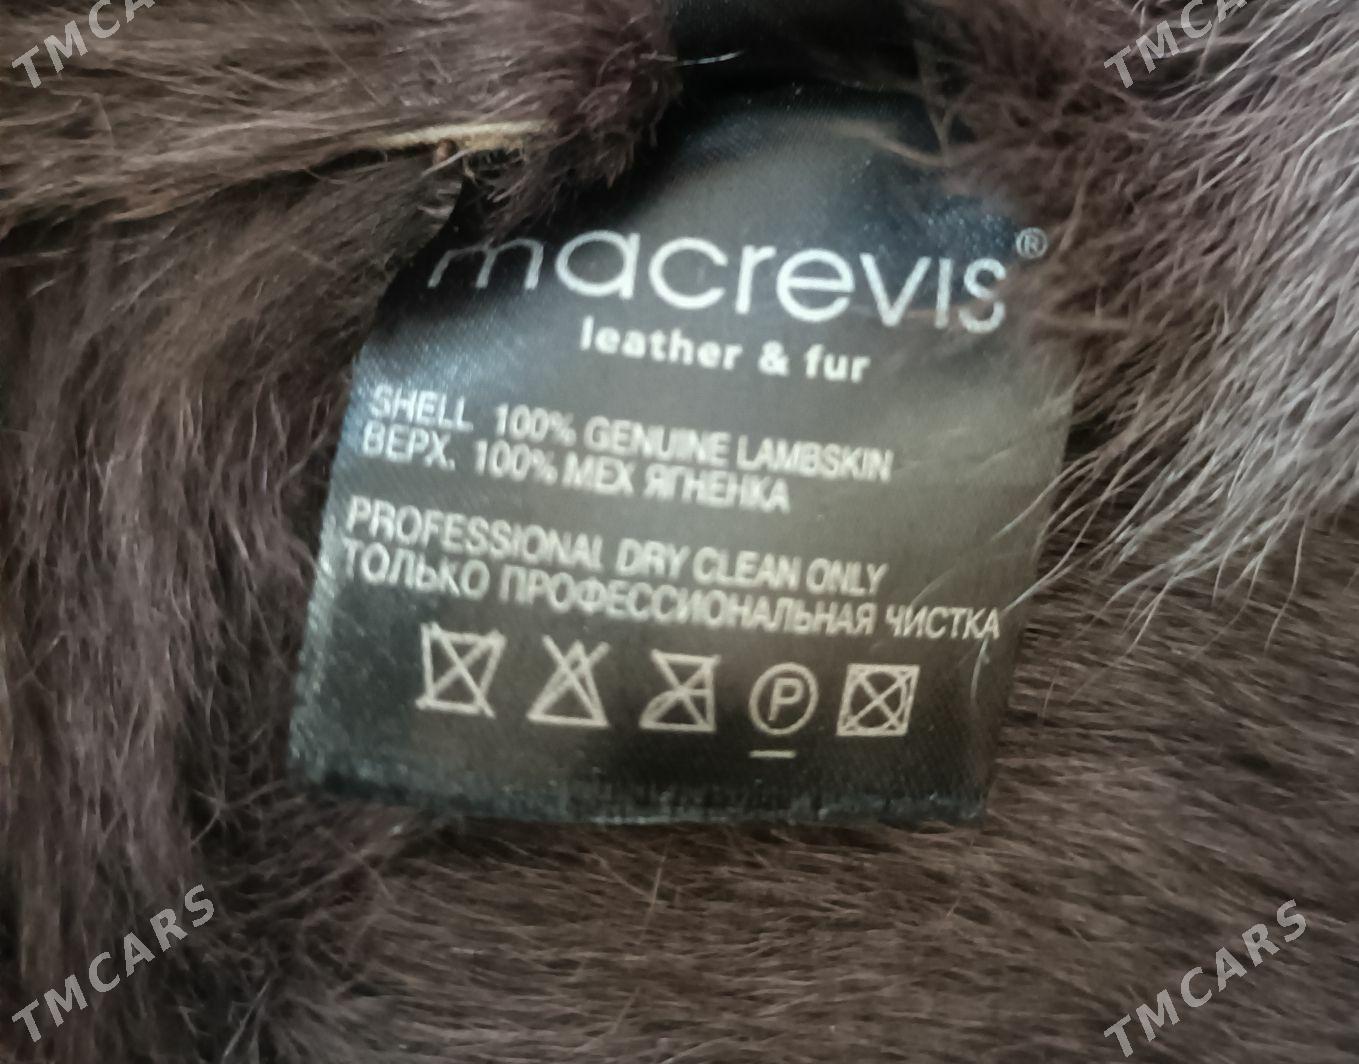 TMCARS
TMCARS
macrevis®
leather & fur
SHELL 100% GENUINE LAMBSKIN
ВЕРХ. 100% МЕХ ЯГНЕНКА
PROFESSIONAL DRY CLEAN ONLY
ТОЛЬКО ПРОФЕССИОНАЛЬНАЯ ЧИСТКА
P
TMCARS
TMCARS